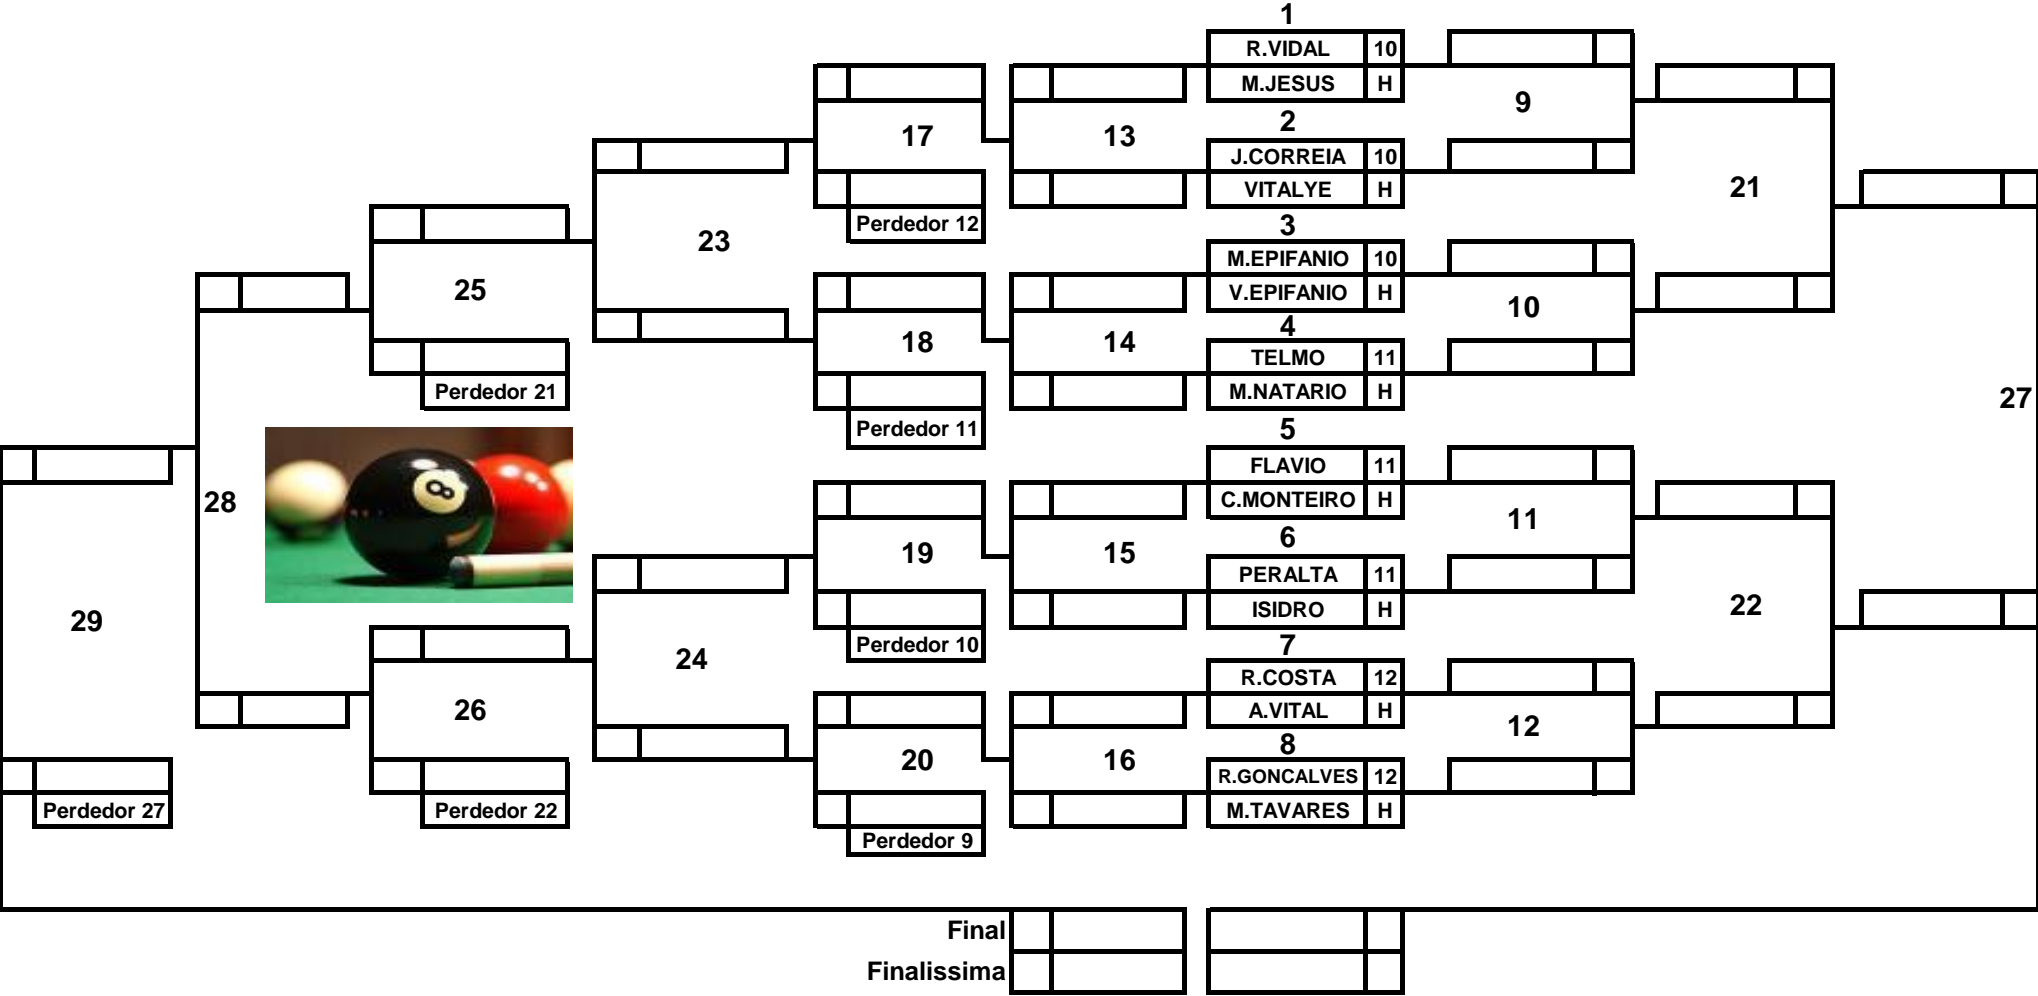 1
R.VIDAL 10
M.JESUS H
9
17
13
2
J.CORREIA 10
VITALYE H
21
Perdedor 12
3
23
M.EPIFANIO 10
V.EPIFANIO H
25
10
18
14
4
TELMO 11
M.NATARIO H
Perdedor 21
27
Perdedor 11
5
FLAVIO 11
C.MONTEIRO H
8
28
11
19
15
6
PERALTA 11
ISIDRO H
22
29
Perdedor 10
7
24
R.COSTA 12
A.VITAL H
26
12
20
16
8
R.GONCALVES 12
M.TAVARES H
Perdedor 27
Perdedor 22
Perdedor 9
Final
Finalissima